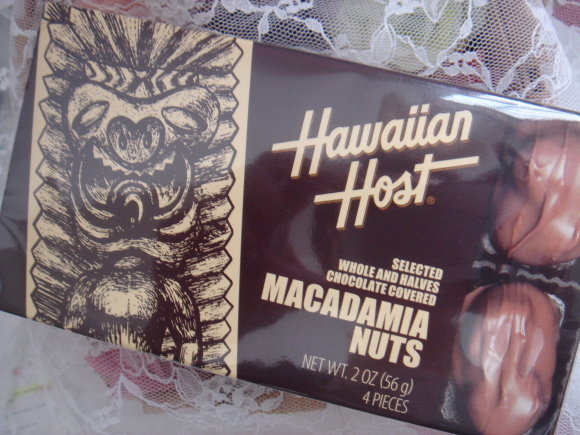 Hawaiian
Host®
SELECTED
WHOLE AND HALVES
CHOCOLATE COVERED
MACADAMIA
NUTS
NET WT. 2 OZ (56 g)
4 PIECES